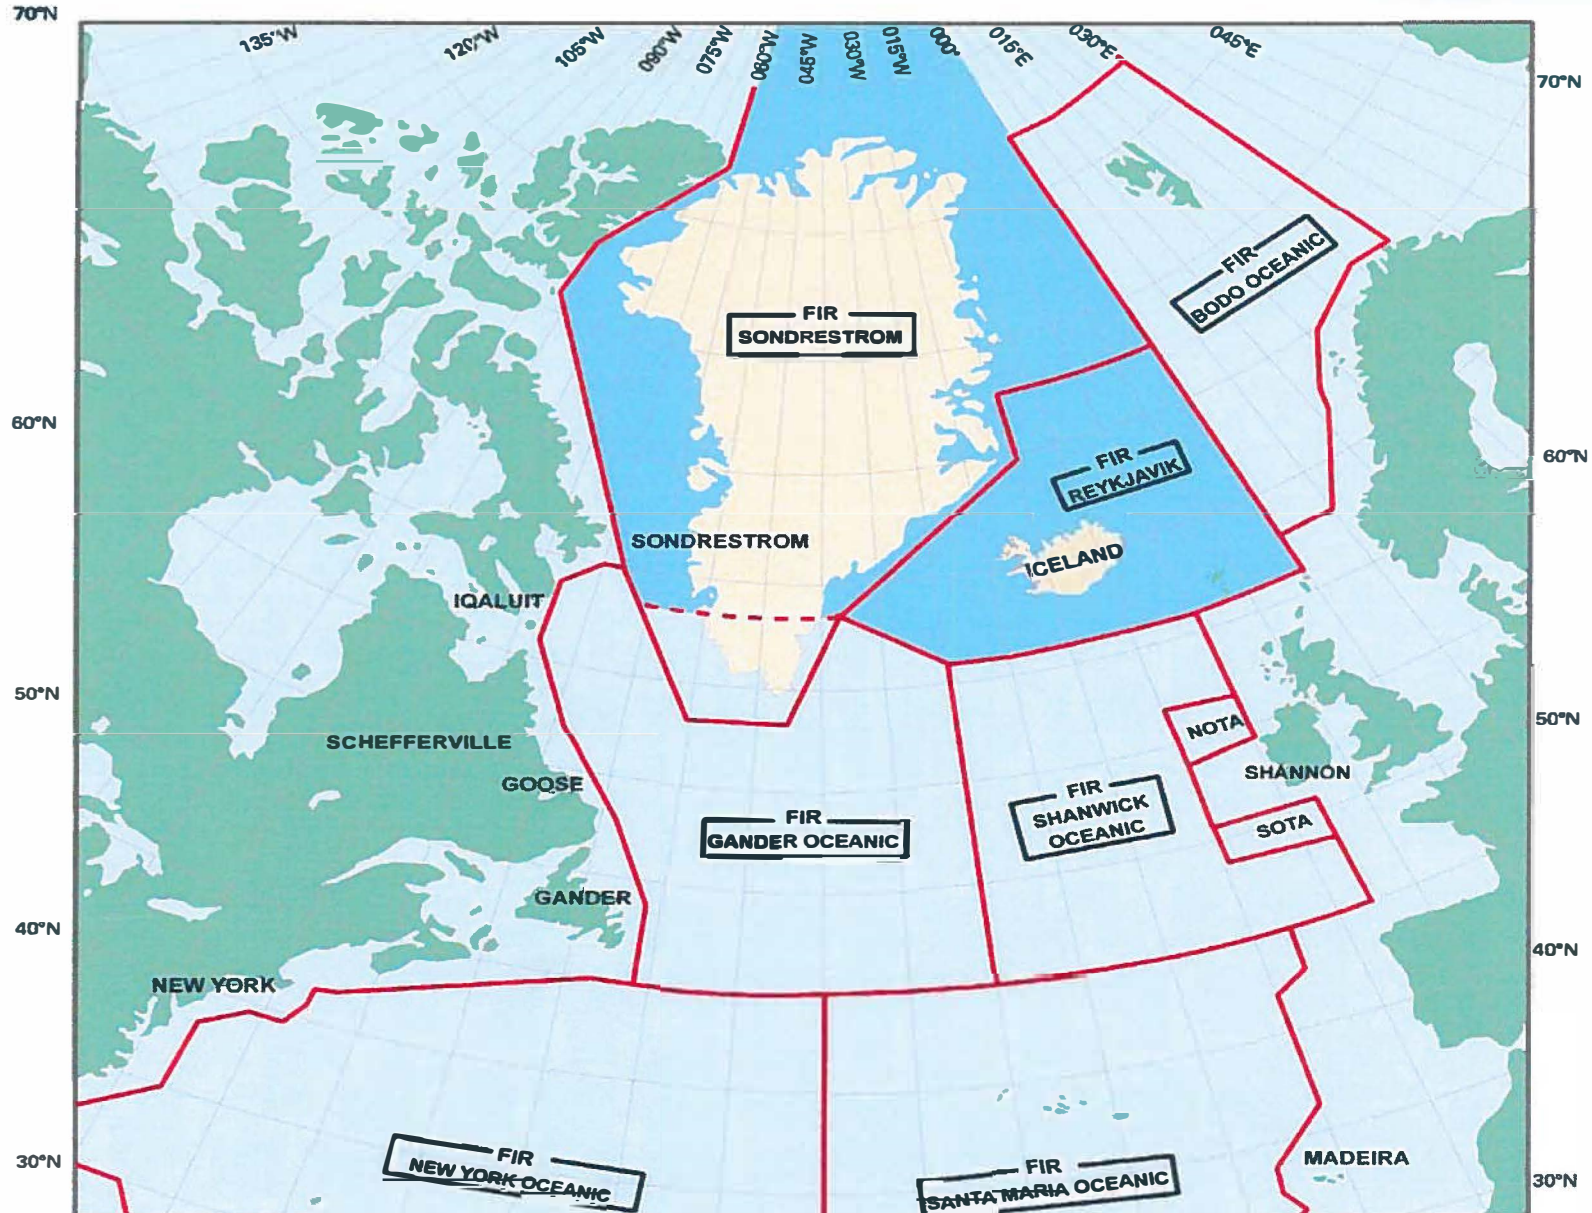 70°N
135°W
120°W
105°W
090°W
075°W
060°W
045°W
030°W
015°W
000°
015°E
030°E
045°E
70°N
FIR
BODO OCEANIC
FIR
SONDRESTROM
60°N
60°N
FIR
REYKJAVIK
SONDRESTROM
ICELAND
IQALUIT
50°N
50°N
NOTA
SCHEFFERVILLE
SHANNON
GOOSE
FIR
SHANWICK
OCEANIC
FIR
GANDER OCEANIC
SOTA
GANDER
40°N
40°N
NEW YORK
30°N
FIR
NEW YORK OCEANIC
FIR
SANTA MARIA OCEANIC
MADEIRA
30°N